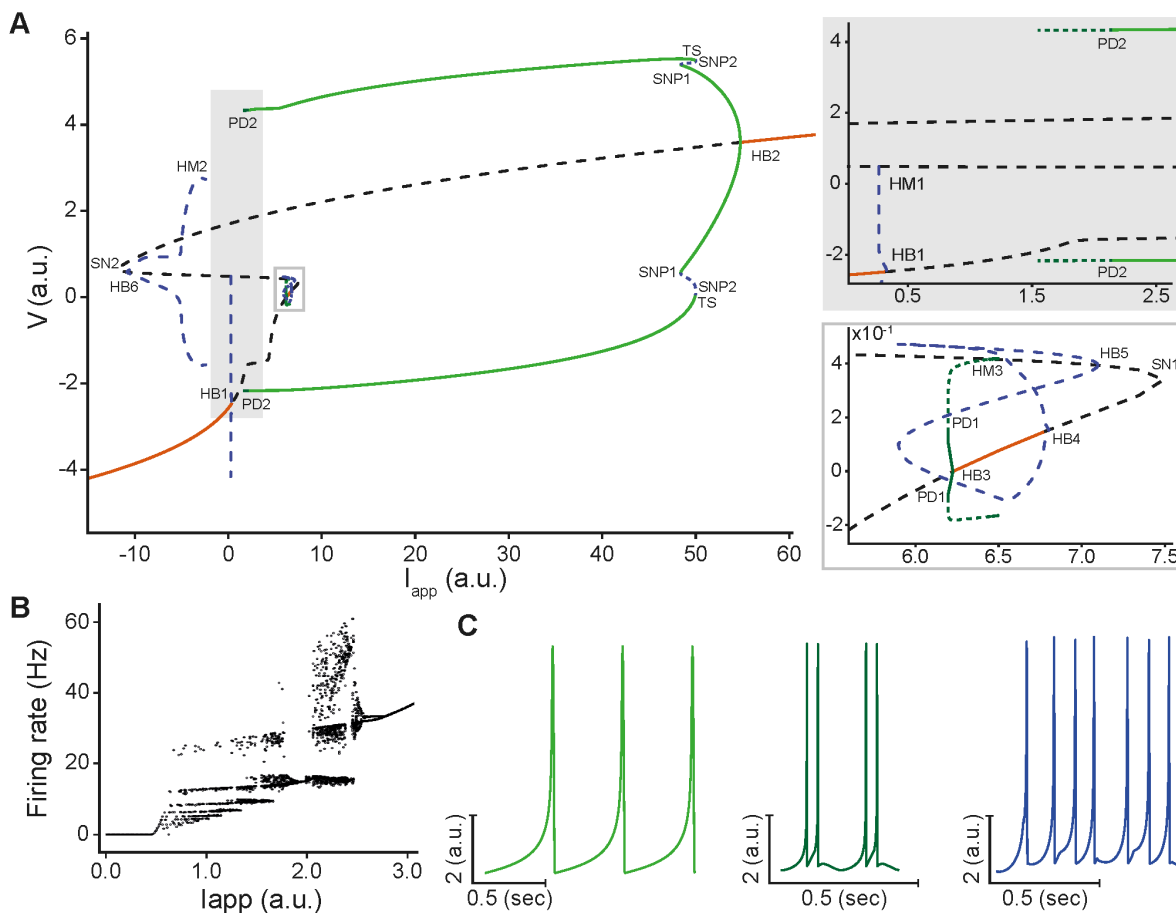 A
V (a.u.)
6
4
2
0
-2
-4
-10
0
10
20
30
40
50
60
I_app (a.u.)
TS
SNP2
SNP1
PD2
HM2
HB2
SN2
HB6
SNP1
SNP2
TS
HB1
PD2
4
2
0
-2
0.5
1.5
2.5
PD2
HM1
HB1
PD2
x10⁻¹
4
2
0
-2
6.0
6.5
7.0
7.5
HB5
SN1
HM3
PD1
HB4
HB3
PD1
B
Firing rate (Hz)
60
40
20
0
0.0
1.0
2.0
3.0
Iapp (a.u.)
C
2 (a.u.)
0.5 (sec)
2 (a.u.)
0.5 (sec)
2 (a.u.)
0.5 (sec)